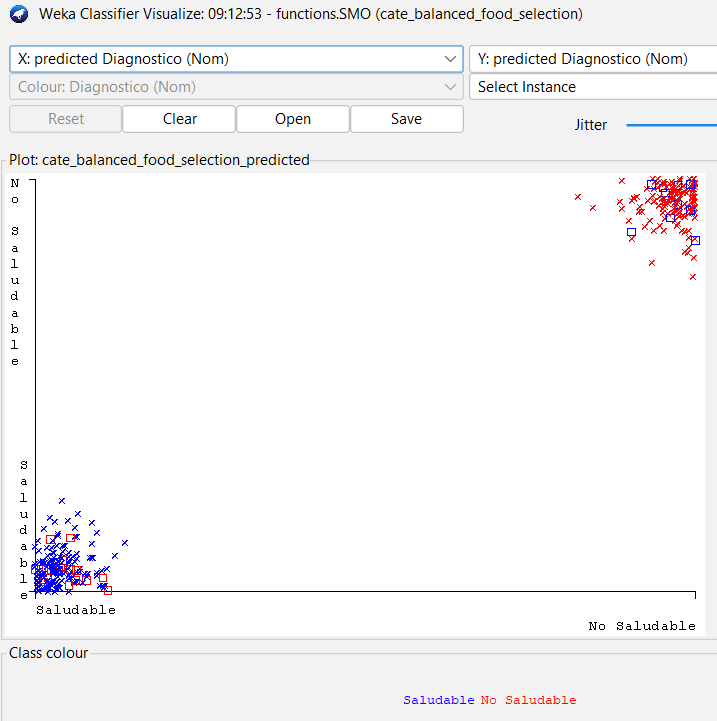 Weka Classifier Visualize: 09:12:53 - functions.SMO (cate_balanced_food_selection)
X: predicted Diagnostico (Nom)
Y: predicted Diagnostico (Nom)
Colour: Diagnostico (Nom)
Select Instance
Reset
Clear
Open
Save
Jitter
Plot: cate_balanced_food_selection_predicted
No Saludable
Saludable
Saludable
No Saludable
Class colour
Saludable No Saludable